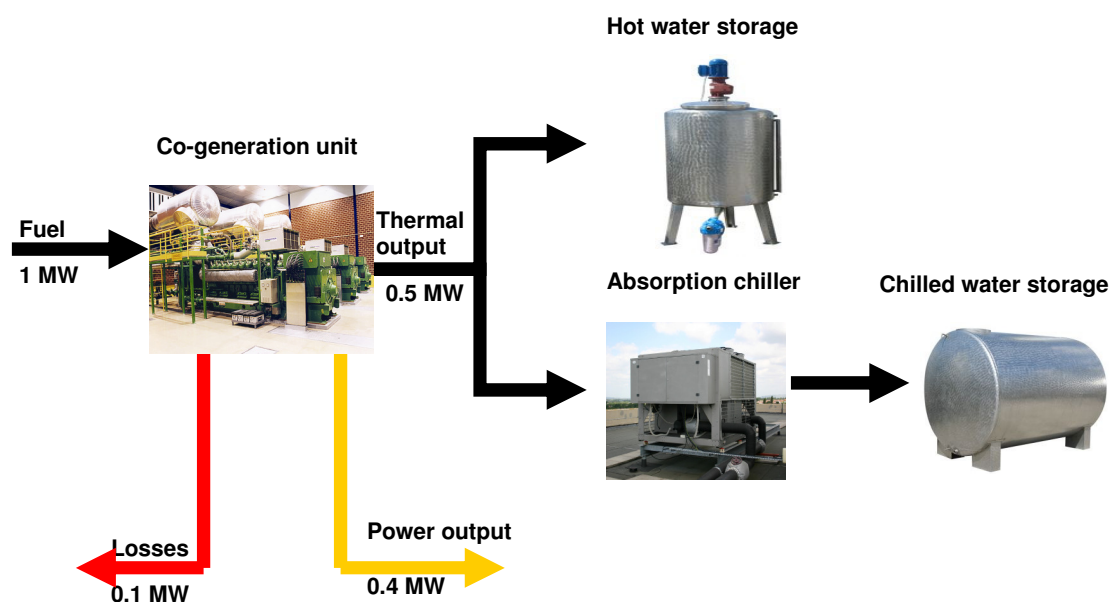 Hot water storage
Co-generation unit
Fuel
1 MW
Thermal
output
0.5 MW
Absorption chiller
Chilled water storage
Losses
0.1 MW
Power output
0.4 MW